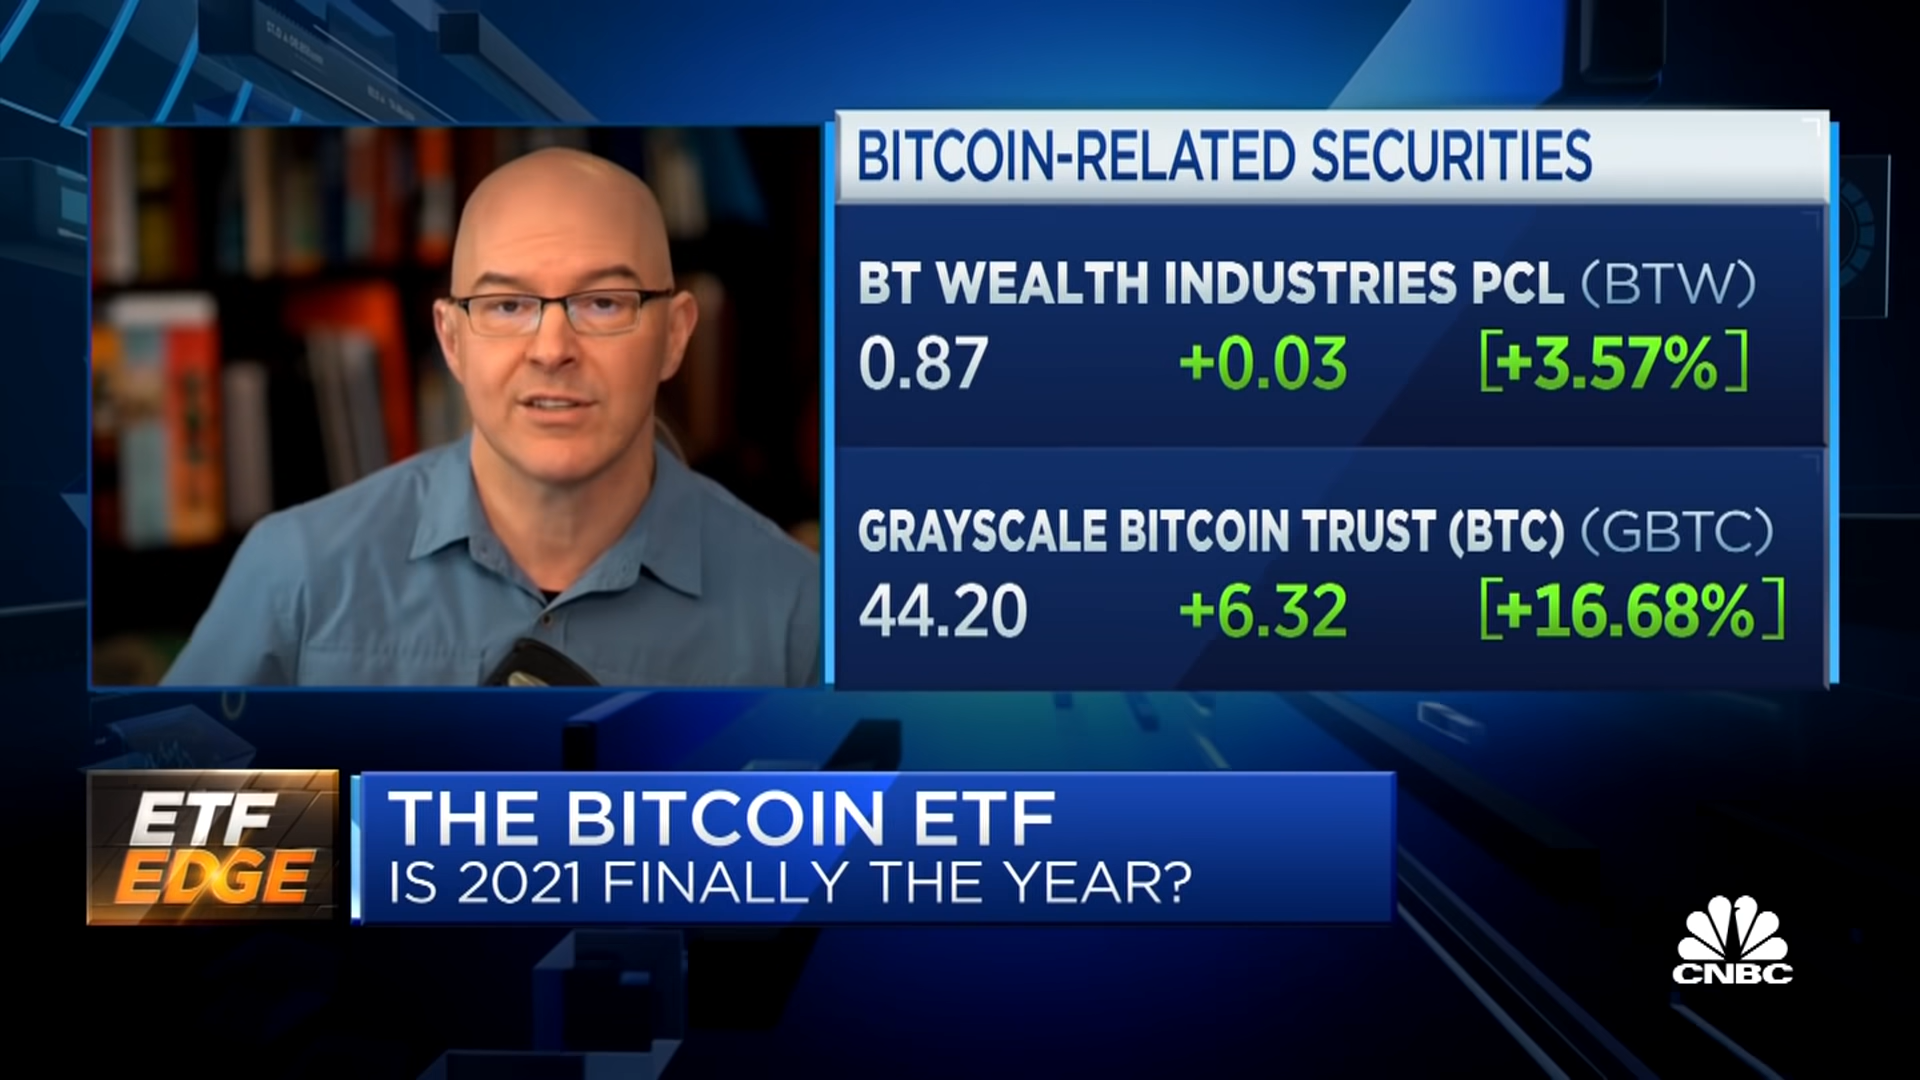 BITCOIN-RELATED SECURITIES
BT WEALTH INDUSTRIES PCL (BTW)
0.87 +0.03 [+3.57%]
GRAYSCALE BITCOIN TRUST (BTC) (GBTC)
44.20 +6.32 [+16.68%]
ETF
EDGE
THE BITCOIN ETF
IS 2021 FINALLY THE YEAR?
CNBC